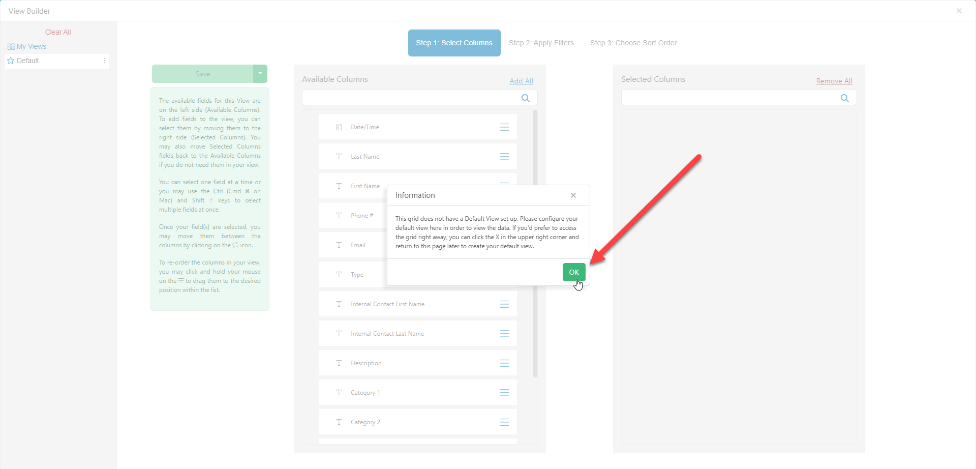 View Builder
Clear All
My Views
Default
Step 1: Select Columns
Step 2: Apply Filters
Step 3: Choose Sort Order
Save
The available fields for this View are
on the left side (Available Columns).
To add fields to the view, you can
select them by moving them to the
right side (Selected Columns). You
may also move Selected Columns
fields back to the Available Columns
if you do not need them in your view.
You can select one field at a time or
you may use the Ctrl (Cmd ⌘ on
Mac) and Shift ⇧ keys to select
multiple fields at once.
Once your field(s) are selected, you
may move them between the
columns by clicking on the icon.
To re-order the columns in your view,
you may click and hold your mouse
on the to drag them to the desired
position within the list.
Available Columns
Add All
Date/Time
Last Name
First Name
Phone #
Email
Type
Internal Contact First Name
Internal Contact Last Name
Description
Category 1
Category 2
Selected Columns
Remove All
Information
This grid does not have a Default View set up. Please configure your
default view here in order to view the data. If you'd prefer to access
the grid right away, you can click the X in the upper right corner and
return to this page later to create your default view.
OK